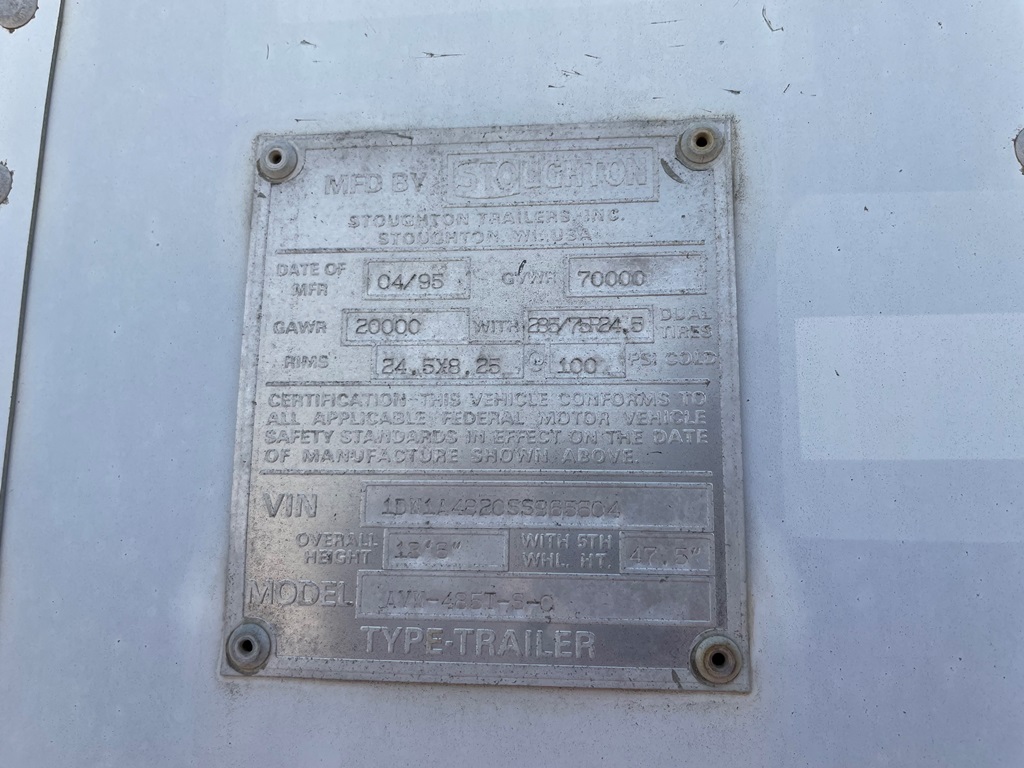 MFD BY STOUGHTON
STOUGHTON TRAILERS, INC.
STOUGHTON, WI. USA
DATE OF MFR 04/95 GVWR 70000
GAWR 20000 WITH 285/75R24.5 DUAL TIRES
RIMS 24.5X8.25 @ 100 PSI COLD
CERTIFICATION-THIS VEHICLE CONFORMS TO
ALL APPLICABLE FEDERAL MOTOR VEHICLE
SAFETY STANDARDS IN EFFECT ON THE DATE
OF MANUFACTURE SHOWN ABOVE.
VIN
OVERALL HEIGHT 13'6" WITH 5TH WHL. HT. 47.5"
MODEL
TYPE-TRAILER